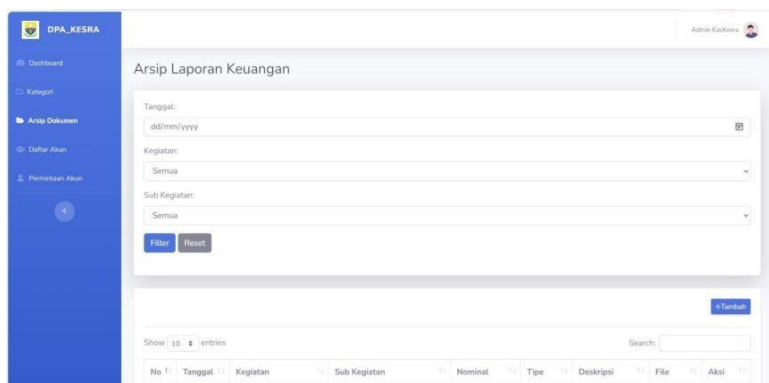 DPA_KESRA
Admin KasKesra
Dashboard
Kategori
Arsip Dokumen
Daftar Akun
Permintaan Akun
Arsip Laporan Keuangan
Tanggal:
dd/mm/yyyy
Kegiatan:
Semua
Sub Kegiatan:
Semua
Filter Reset
+Tambah
Show 10 entries Search:
No Tanggal Kegiatan Sub Kegiatan Nominal Tipe Deskripsi File Aksi